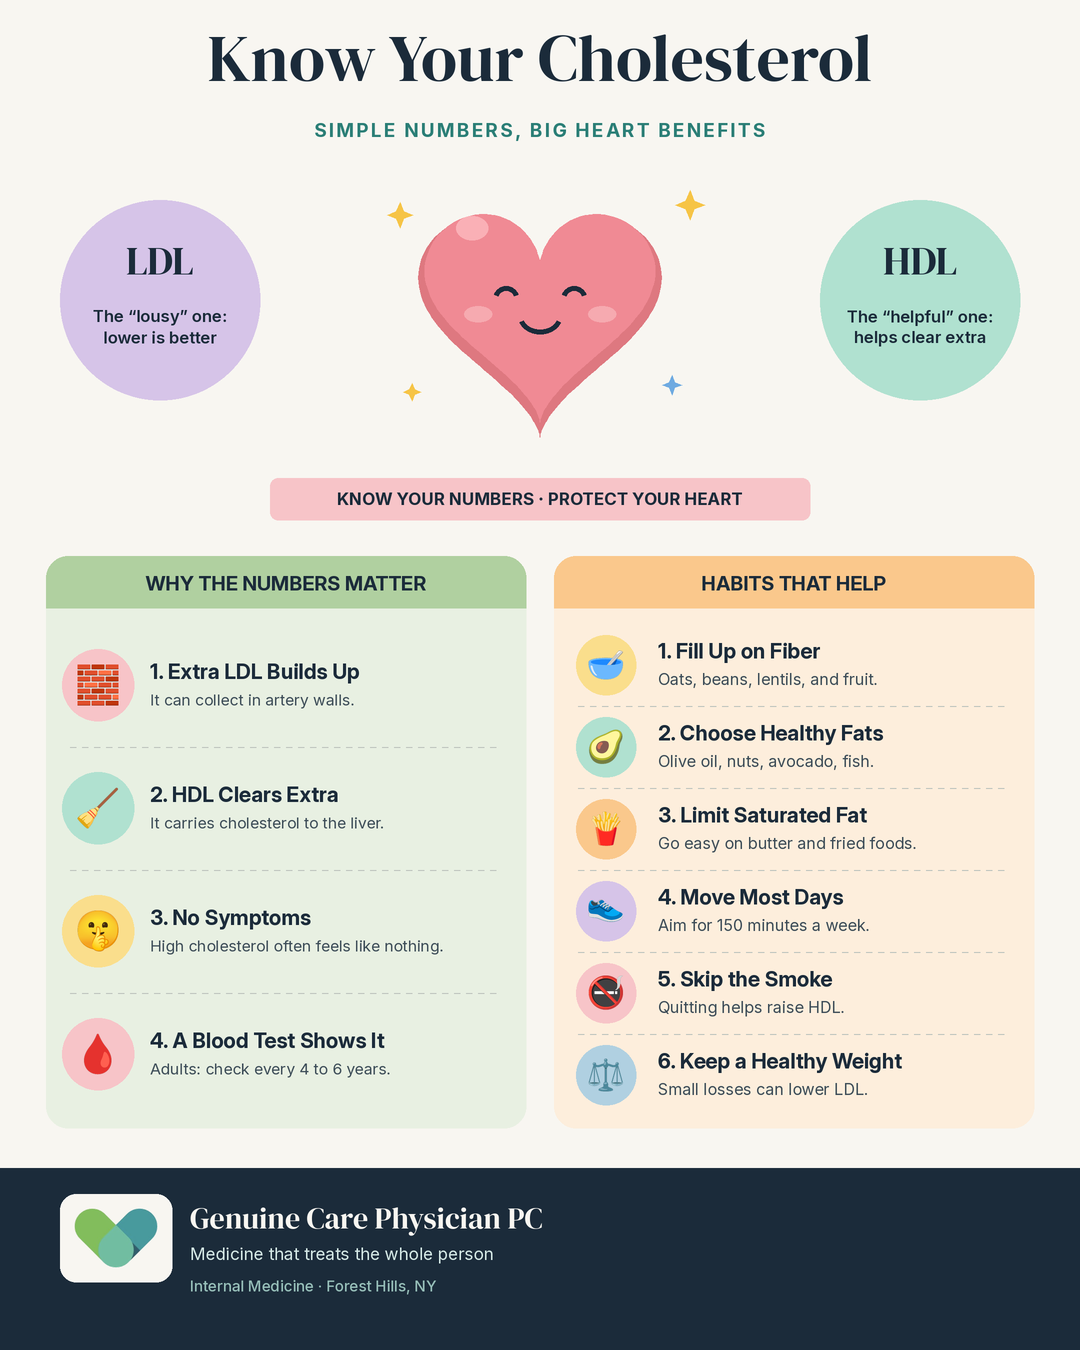 Know Your Cholesterol
SIMPLE NUMBERS, BIG HEART BENEFITS
LDL
The “lousy” one:
lower is better
HDL
The “helpful” one:
helps clear extra
KNOW YOUR NUMBERS · PROTECT YOUR HEART
WHY THE NUMBERS MATTER
1. Extra LDL Builds Up
It can collect in artery walls.
2. HDL Clears Extra
It carries cholesterol to the liver.
3. No Symptoms
High cholesterol often feels like nothing.
4. A Blood Test Shows It
Adults: check every 4 to 6 years.
HABITS THAT HELP
1. Fill Up on Fiber
Oats, beans, lentils, and fruit.
2. Choose Healthy Fats
Olive oil, nuts, avocado, fish.
3. Limit Saturated Fat
Go easy on butter and fried foods.
4. Move Most Days
Aim for 150 minutes a week.
5. Skip the Smoke
Quitting helps raise HDL.
6. Keep a Healthy Weight
Small losses can lower LDL.
Genuine Care Physician PC
Medicine that treats the whole person
Internal Medicine · Forest Hills, NY